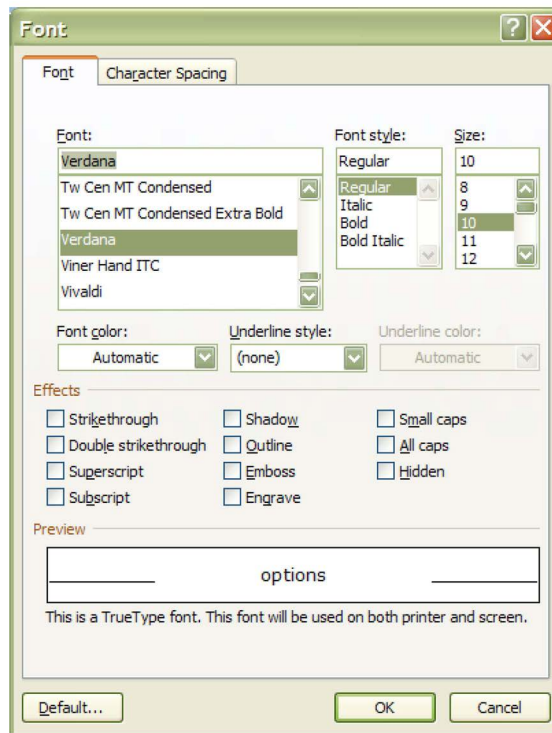 Font
Font Character Spacing
Font: Font style: Size:
Verdana Regular 10
Tw Cen MT Condensed Regular 8
Tw Cen MT Condensed Extra Bold Italic 9
Verdana Bold 10
Viner Hand ITC Bold Italic 11
Vivaldi 12
Font color: Underline style: Underline color:
Automatic (none) Automatic
Effects
Strikethrough Shadow Small caps
Double strikethrough Outline All caps
Superscript Emboss Hidden
Subscript Engrave
Preview
options
This is a TrueType font. This font will be used on both printer and screen.
Default... OK Cancel